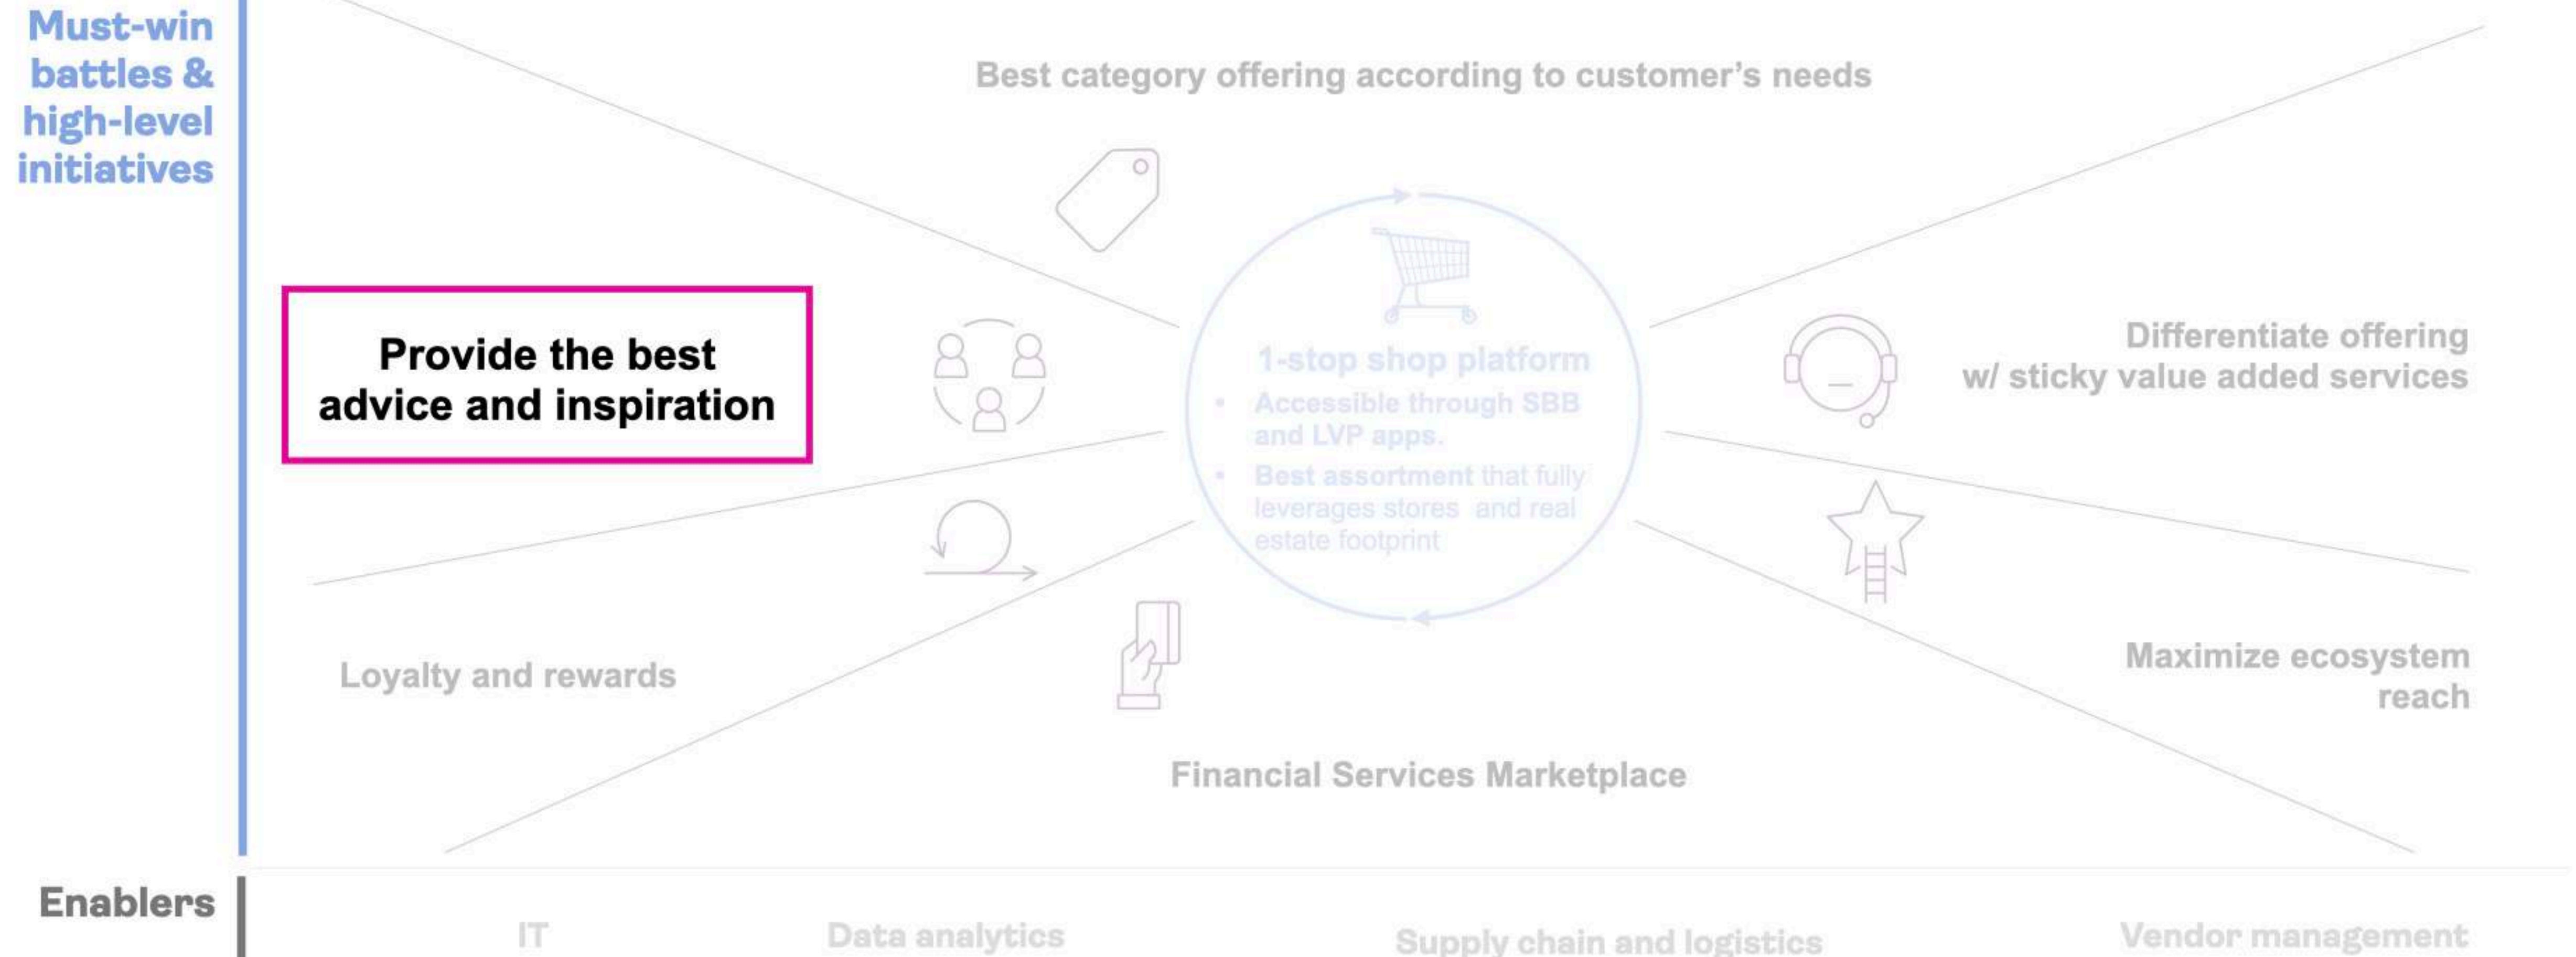 Must-win
battles &
high-level
initiatives
Best category offering according to customer's needs
Provide the best
advice and inspiration
1-stop shop platform
• Accessible through SBB
and LVP apps.
• Best assortment that fully
leverages stores and real
estate footprint
Differentiate offering
w/ sticky value added services
Loyalty and rewards
Maximize ecosystem
reach
Financial Services Marketplace
Enablers
IT
Data analytics
Supply chain and logistics
Vendor management